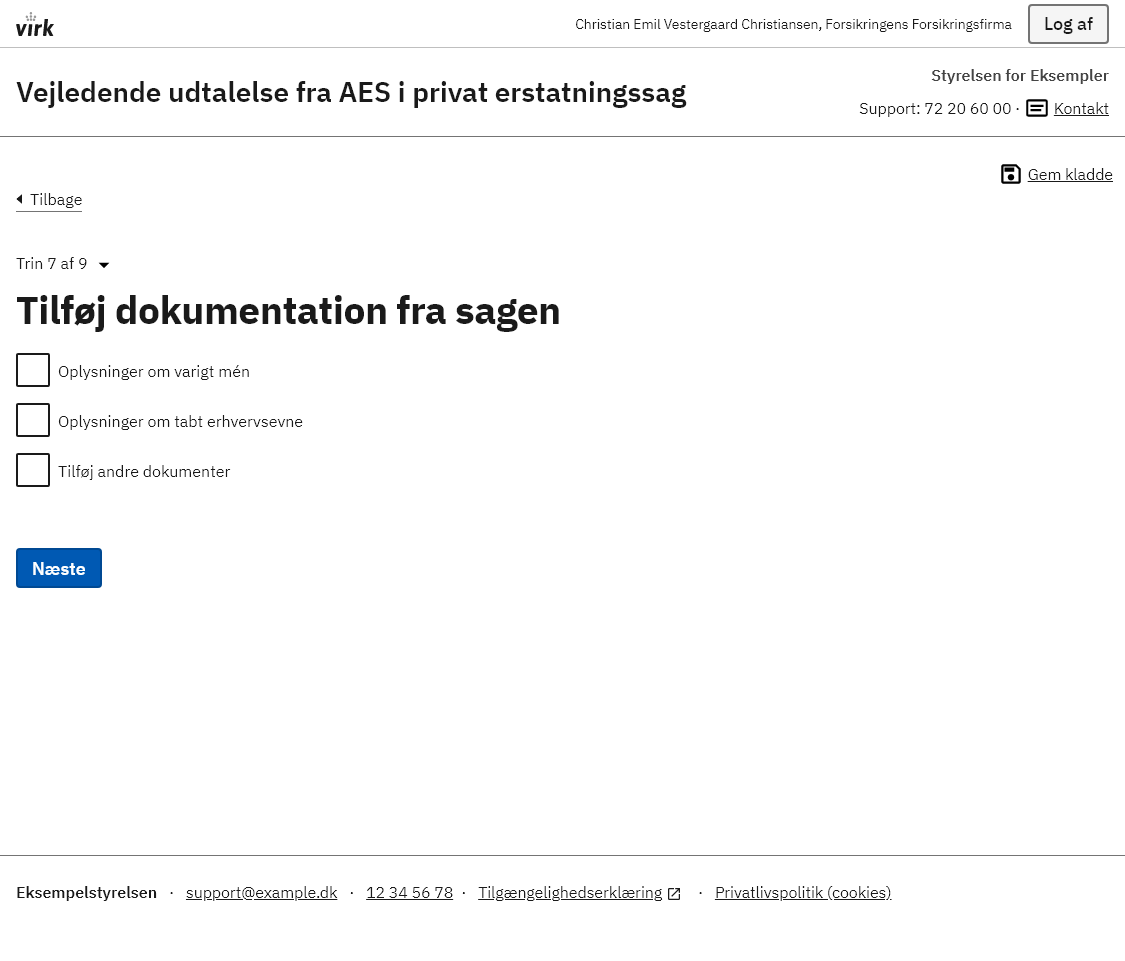 virk
Christian Emil Vestergaard Christiansen, Forsikringens Forsikringsfirma
Log af
Vejledende udtalelse fra AES i privat erstatningssag
Styrelsen for Eksempler
Support: 72 20 60 00 · Kontakt
Gem kladde
Tilbage
Trin 7 af 9
Tilføj dokumentation fra sagen
Oplysninger om varigt mén
Oplysninger om tabt erhvervsevne
Tilføj andre dokumenter
Næste
Eksempelstyrelsen · support@example.dk · 12 34 56 78 · Tilgængelighedserklæring · Privatlivspolitik (cookies)